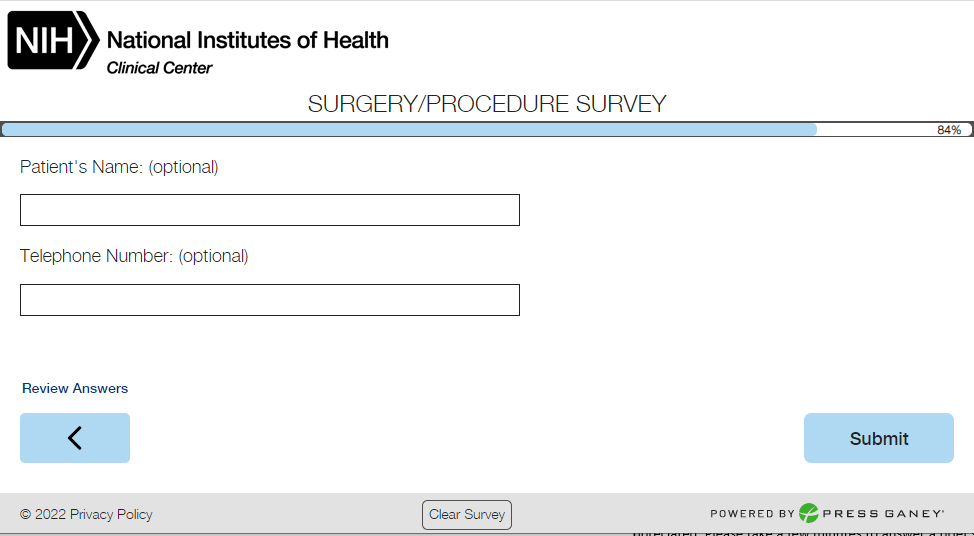 NIH National Institutes of Health
Clinical Center
SURGERY/PROCEDURE SURVEY
84%
Patient's Name: (optional)
Telephone Number: (optional)
Review Answers
Submit
© 2022 Privacy Policy
Clear Survey
POWERED BY PRESS GANEY